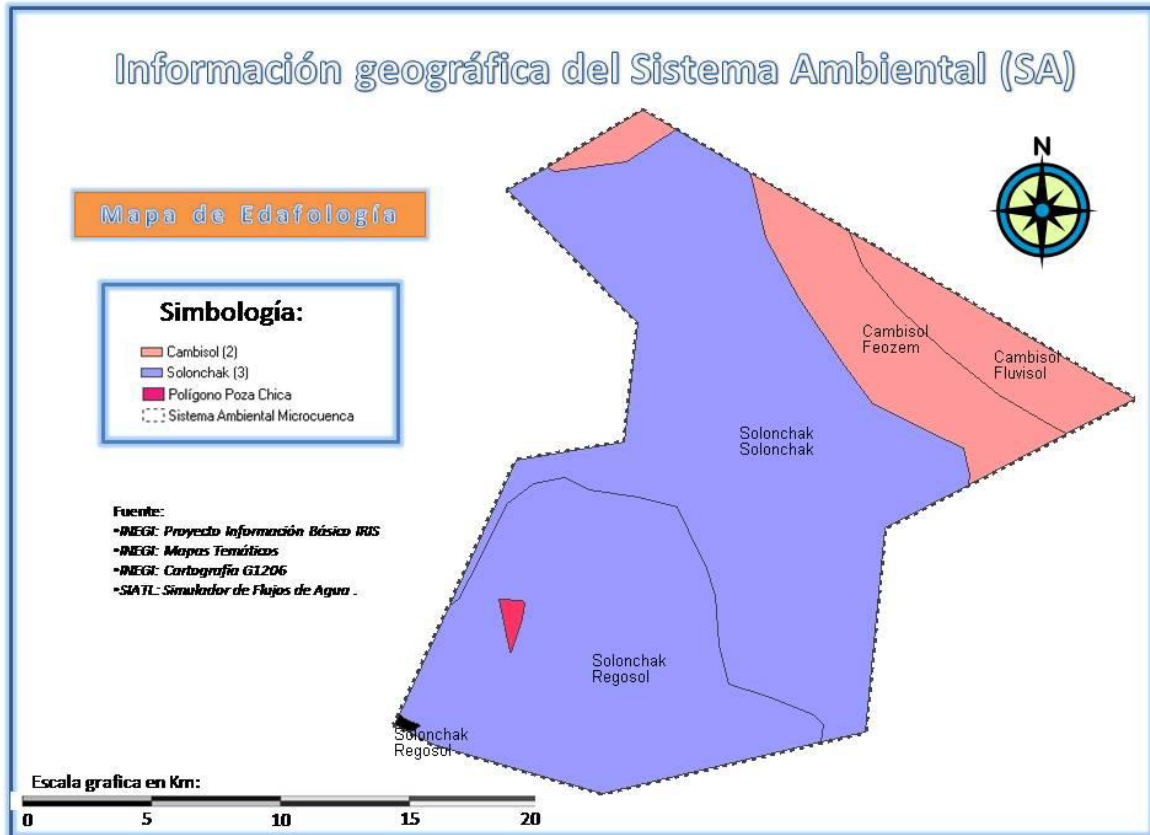 Información geográfica del Sistema Ambiental (SA)
N
Mapa de Edafología
Simbología:
Cambisol (2)
Solonchak (3)
Polígono Poza Chica
Sistema Ambiental Microcuenca
Cambisol
Feozem
Cambisol
Fluvisol
Solonchak
Solonchak
Fuente:
•INEGI: Proyecto Información Básico IRIS
•INEGI: Mapas Temáticos
•INEGI: Cartografía G1206
•SIATL: Simulador de Flujos de Agua .
Solonchak
Regosol
Solonchak
Regosol
Escala grafica en Km:
0 5 10 15 20